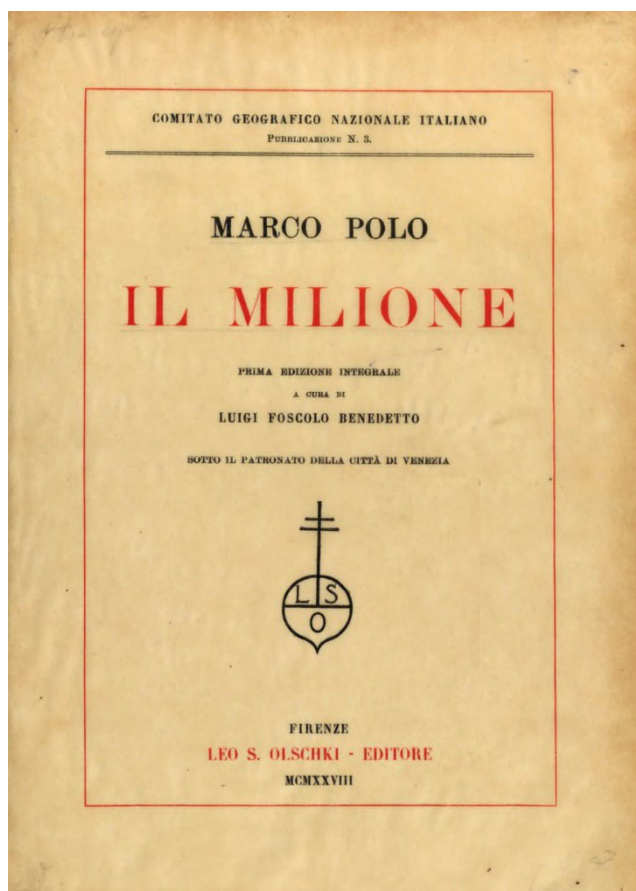 COMITATO GEOGRAFICO NAZIONALE ITALIANO
PUBBLICAZIONE N. 3.
MARCO POLO
IL MILIONE
PRIMA EDIZIONE INTEGRALE
A CURA DI
LUIGI FOSCOLO BENEDETTO
SOTTO IL PATRONATO DELLA CITTÀ DI VENEZIA
L S
O
FIRENZE
LEO S. OLSCHKI - EDITORE
MCMXXVIII